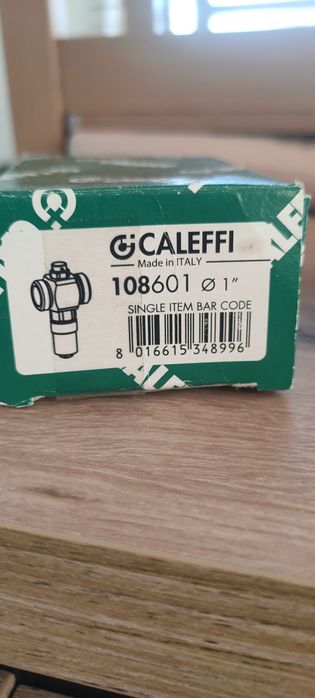 CALEFFI
Made in ITALY
108601 Ø 1"
SINGLE ITEM BAR CODE
8 016615 348996